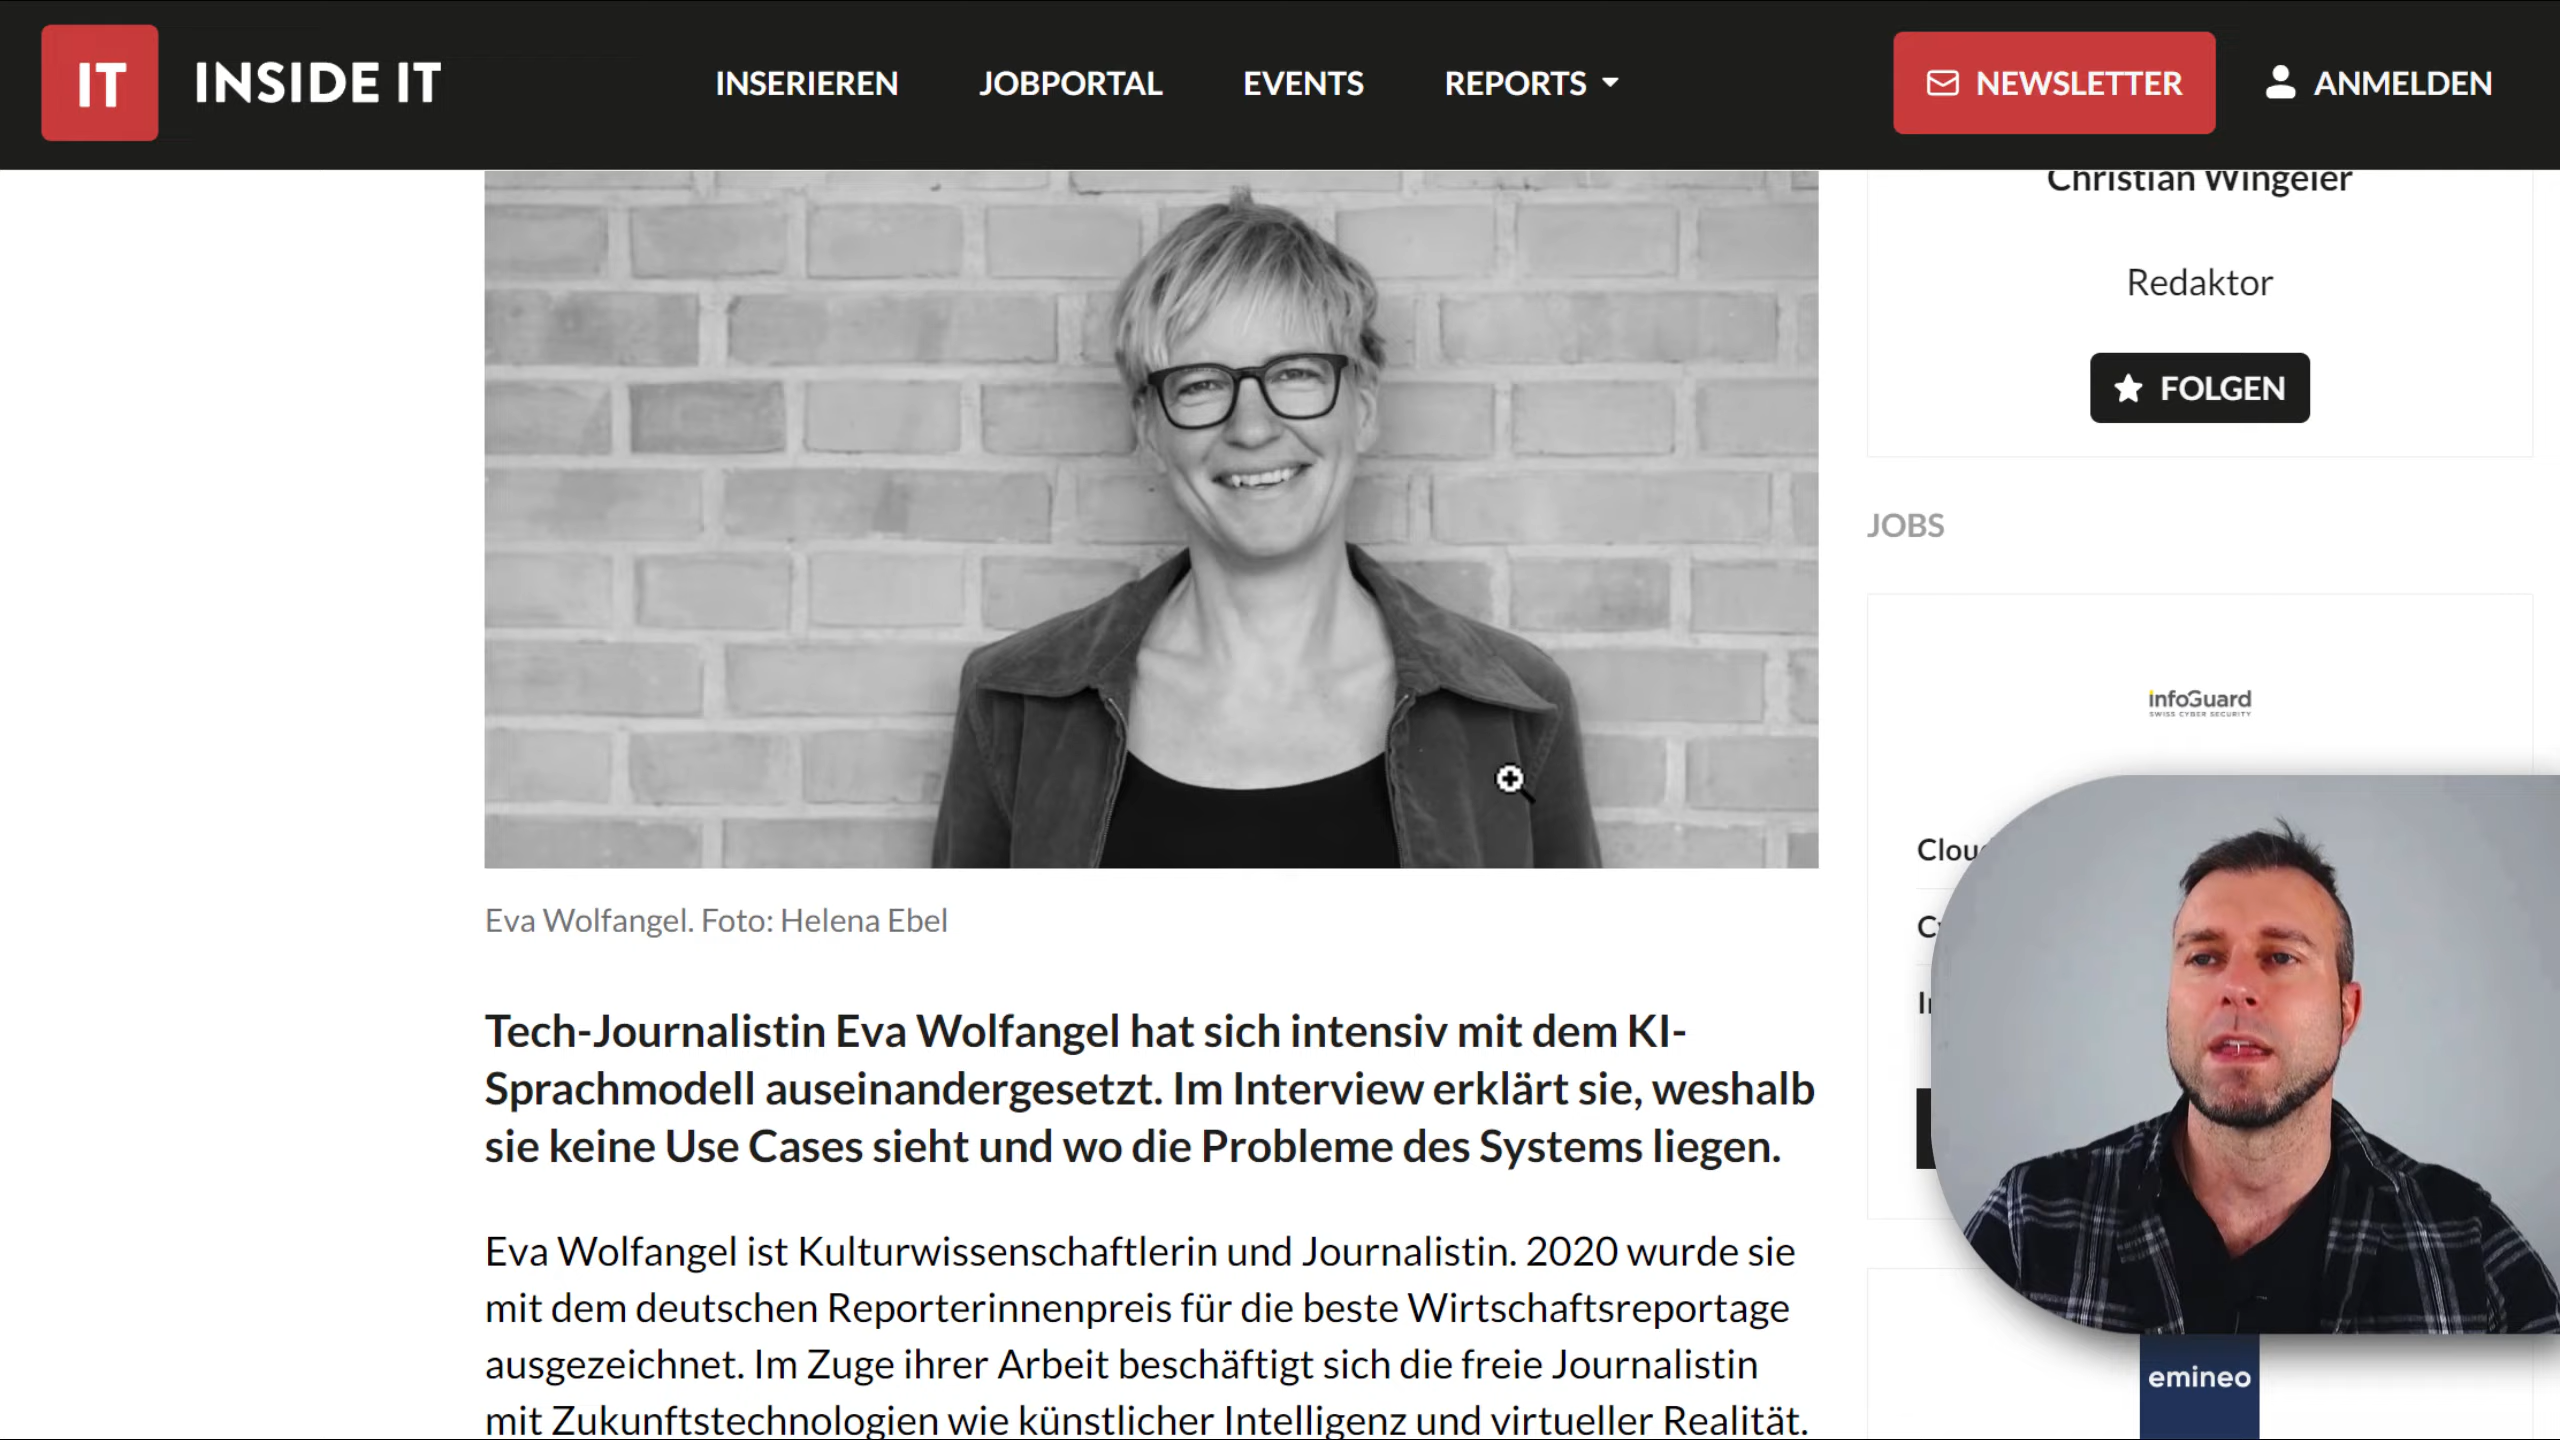 IT INSIDE IT
INSERIEREN JOBPORTAL EVENTS REPORTS
NEWSLETTER ANMELDEN
Christian Wingeier
Redaktor
FOLGEN
JOBS
infoGuard
SWISS CYBER SECURITY
Eva Wolfangel. Foto: Helena Ebel
Tech-Journalistin Eva Wolfangel hat sich intensiv mit dem KI-
Sprachmodell auseinandergesetzt. Im Interview erklärt sie, weshalb
sie keine Use Cases sieht und wo die Probleme des Systems liegen.
Eva Wolfangel ist Kulturwissenschaftlerin und Journalistin. 2020 wurde sie
mit dem deutschen Reporterinnenpreis für die beste Wirtschaftsreportage
ausgezeichnet. Im Zuge ihrer Arbeit beschäftigt sich die freie Journalistin
mit Zukunftstechnologien wie künstlicher Intelligenz und virtueller Realität.
emineo